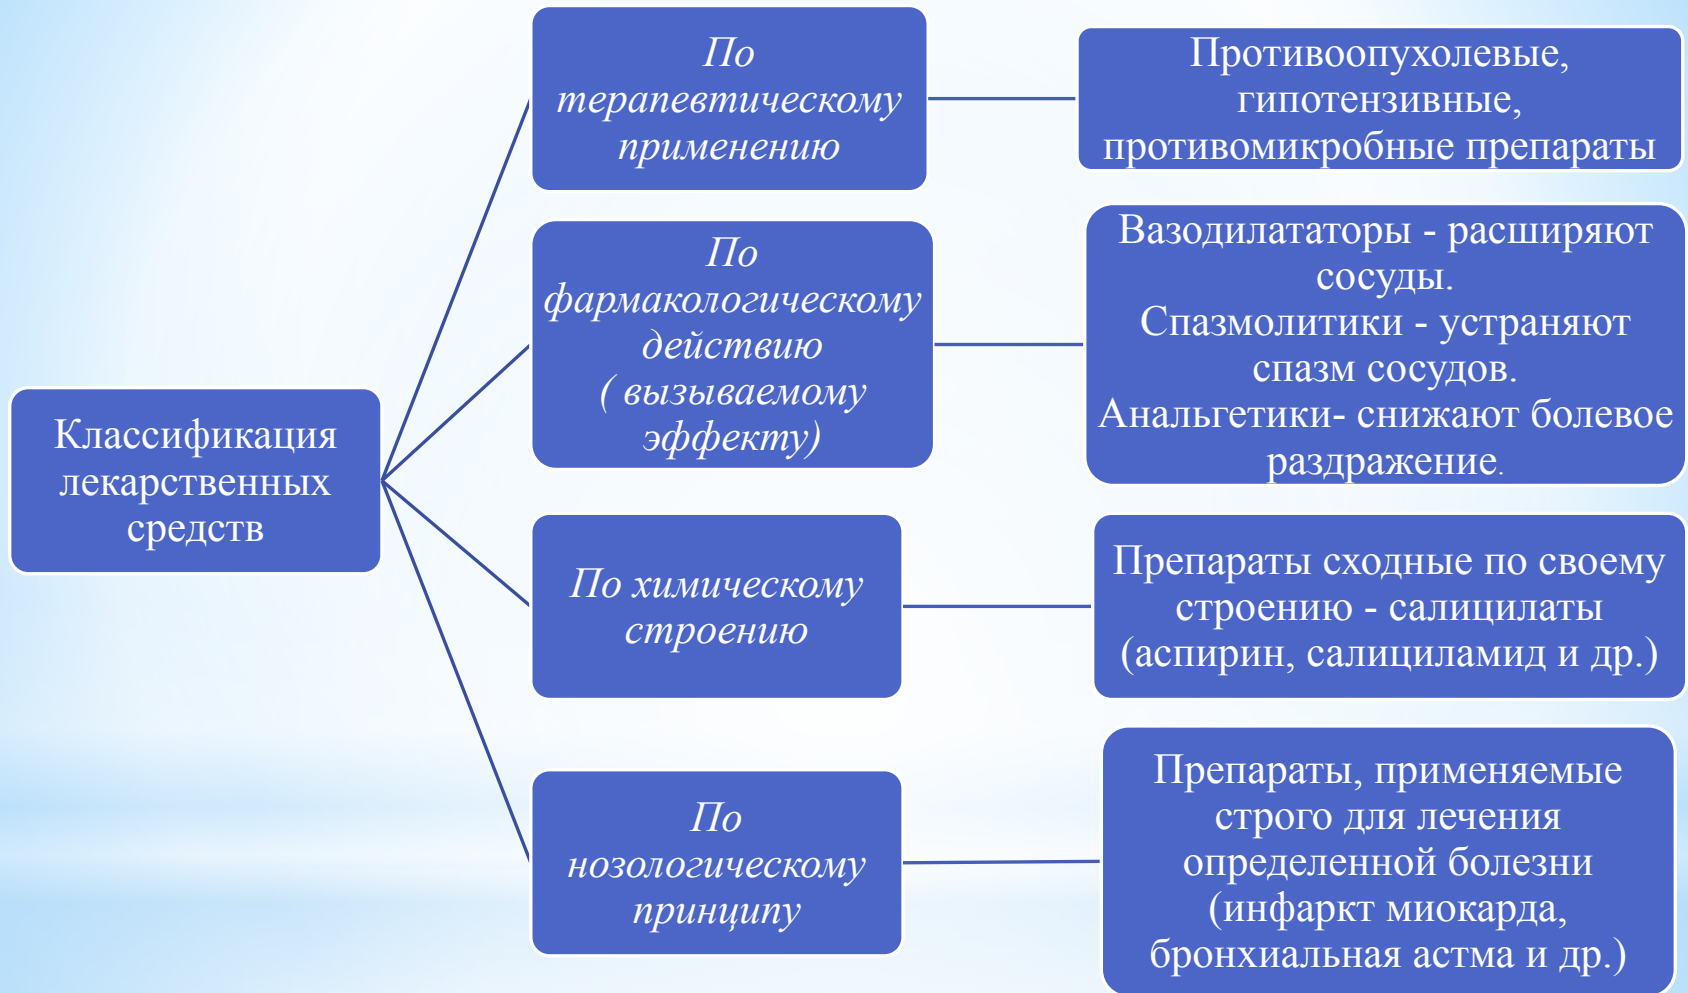 Классификация
лекарственных
средств
По
терапевтическому
применению
Противоопухолевые,
гипотензивные,
противомикробные препараты
По
фармакологическому
действию
( вызываемому
эффекту)
Вазодилататоры - расширяют
сосуды.
Спазмолитики - устраняют
спазм сосудов.
Анальгетики- снижают болевое
раздражение.
По химическому
строению
Препараты сходные по своему
строению - салицилаты
(аспирин, салициламид и др.)
По
нозологическому
принципу
Препараты, применяемые
строго для лечения
определенной болезни
(инфаркт миокарда,
бронхиальная астма и др.)